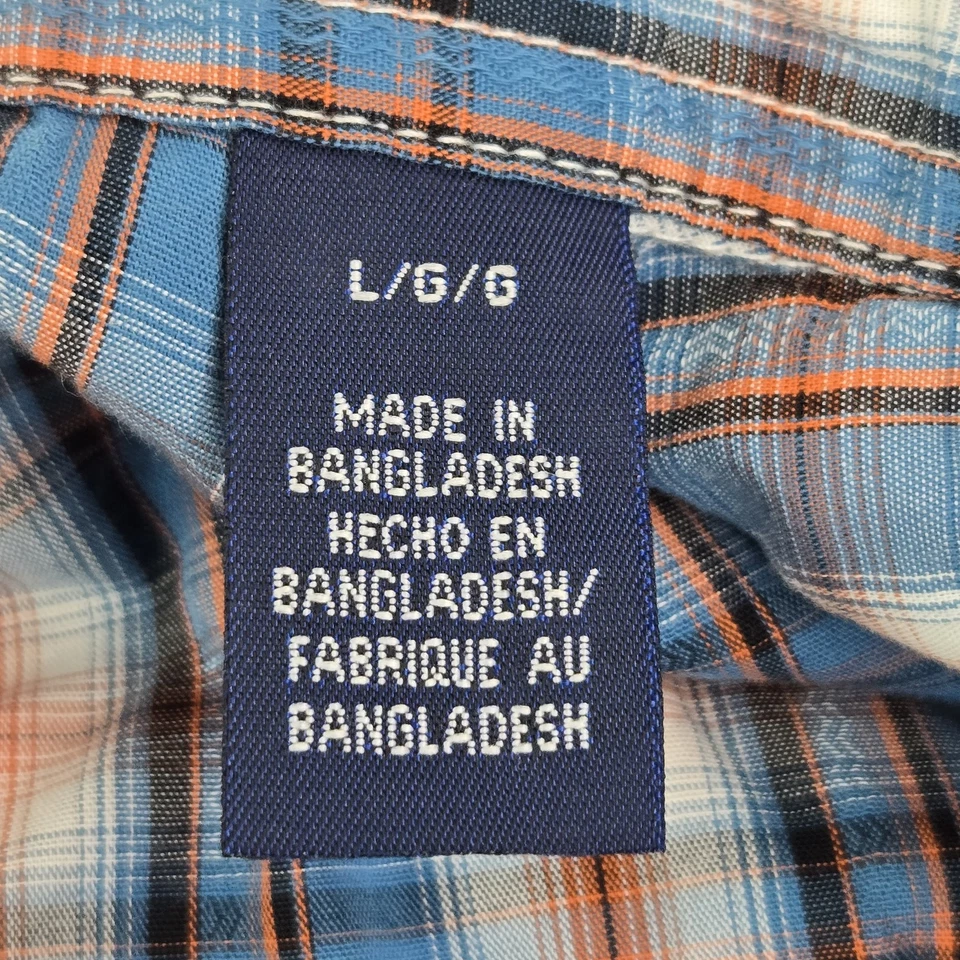 L/G/G
MADE IN
BANGLADESH
HECHO EN
BANGLADESH/
FABRIQUE AU
BANGLADESH